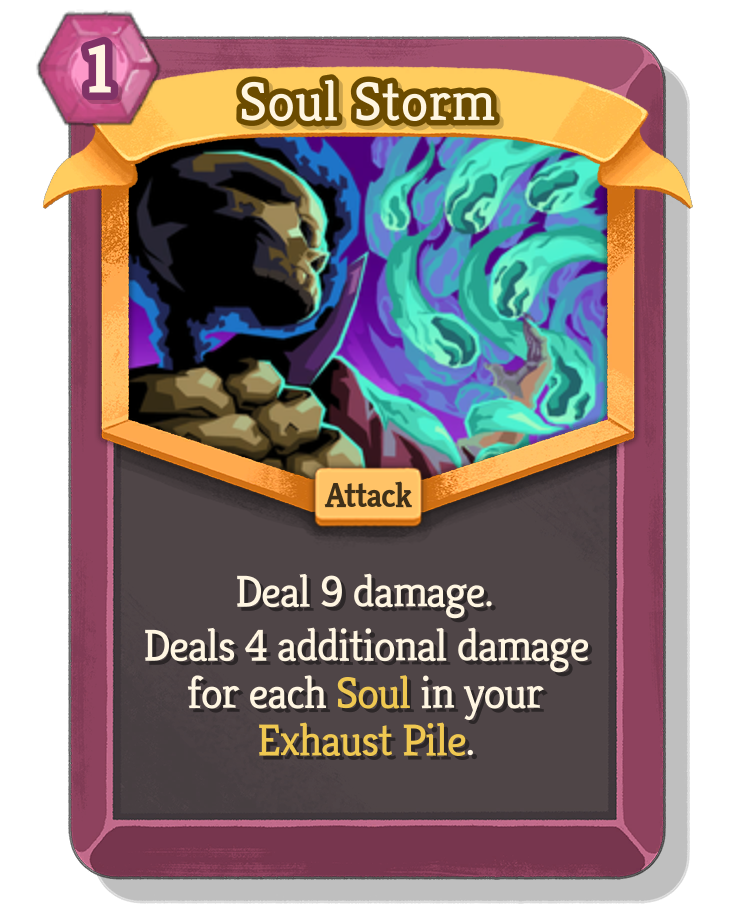 1
Soul Storm
Attack
Deal 9 damage.
Deals 4 additional damage
for each Soul in your
Exhaust Pile.